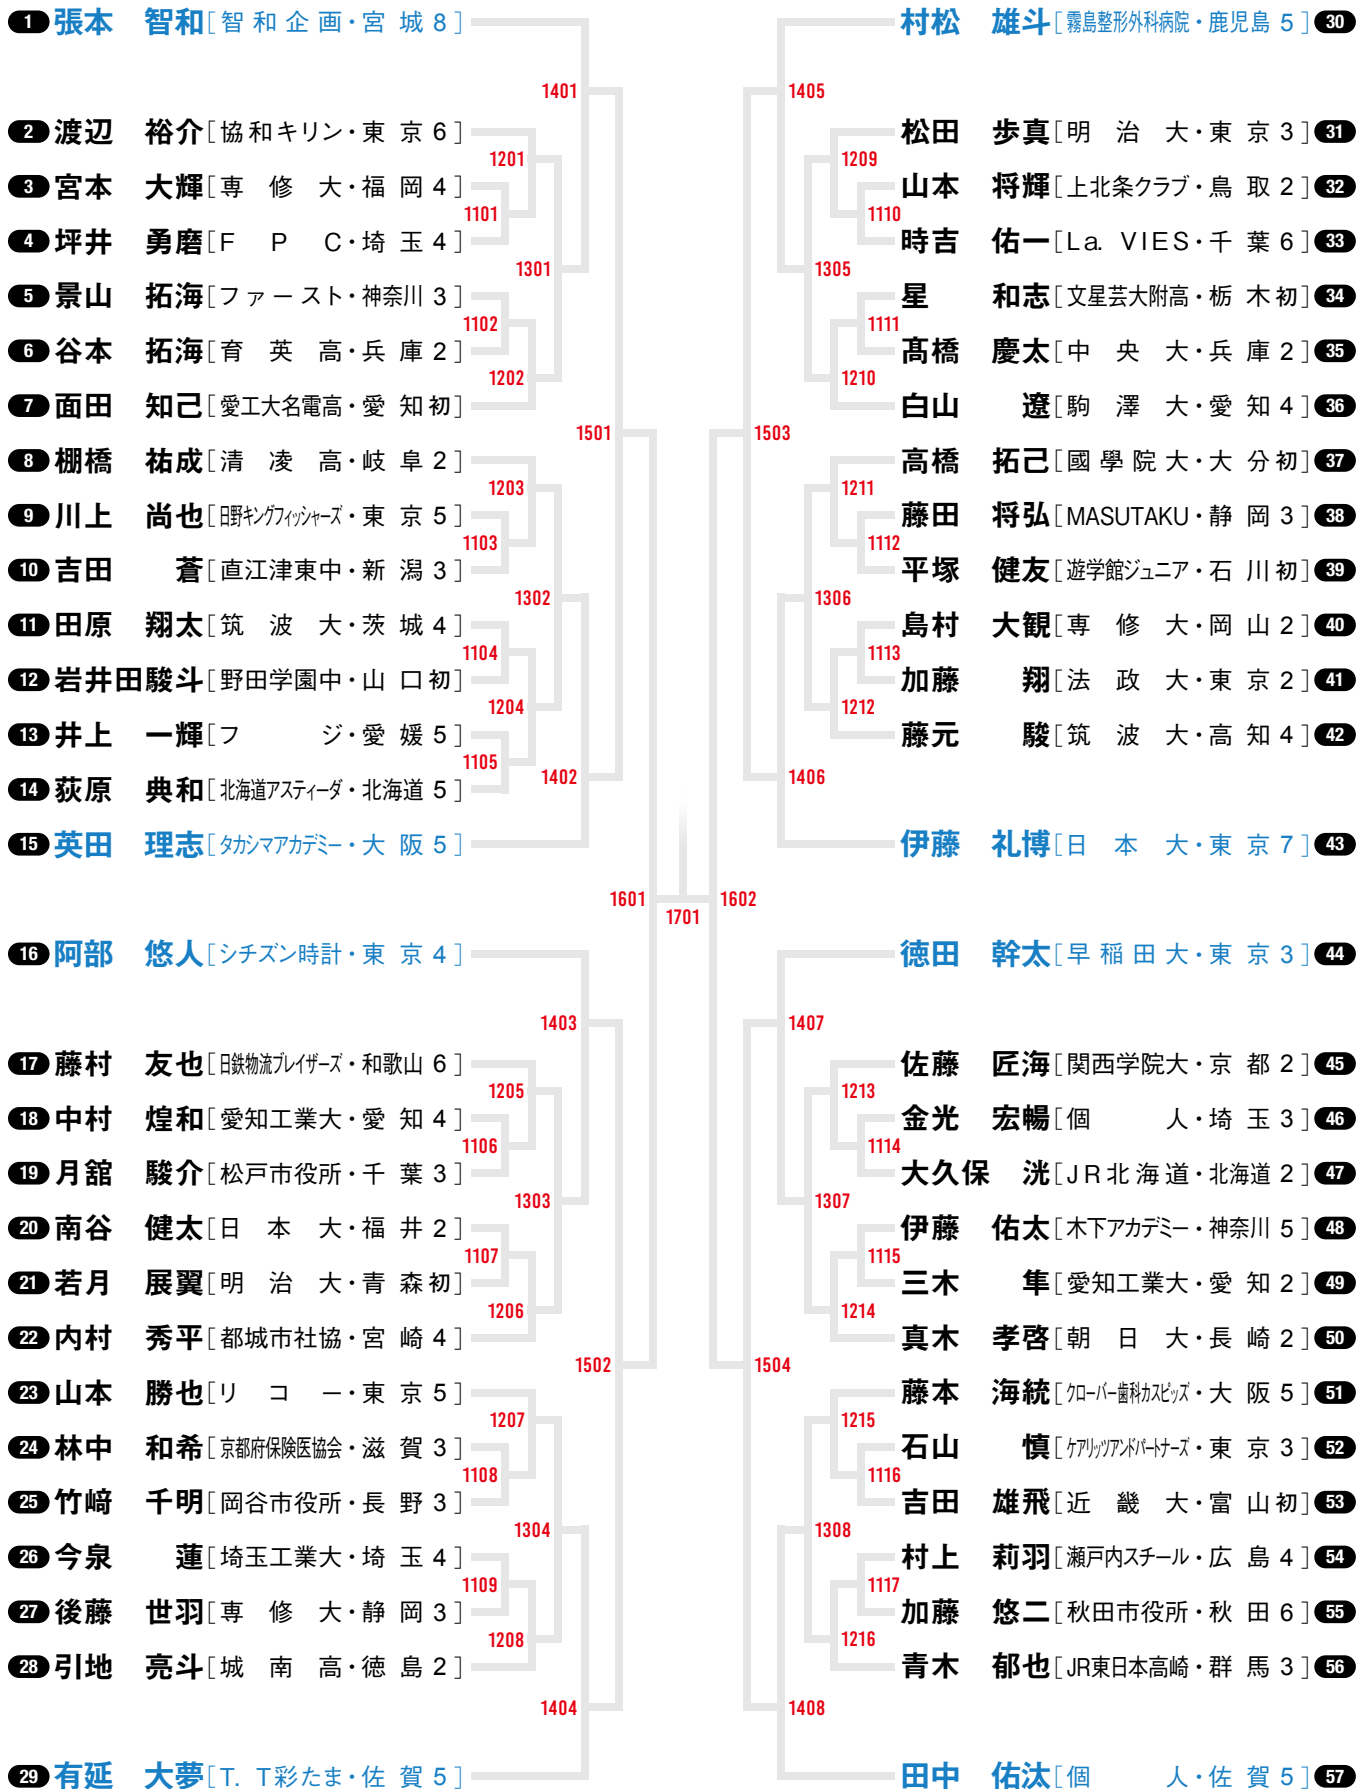 1 張本 智和[智和企画・宮城 8]
1401
2 渡辺 裕介[協和キリン・東京 6]
1201
3 宮本 大輝[専修大・福岡 4]
1101
4 坪井 勇磨[FPC・埼玉 4]
1301
5 景山 拓海[ファースト・神奈川 3]
1102
6 谷本 拓海[育英高・兵庫 2]
1202
7 面田 知己[愛工大名電高・愛知 初]
1501
8 棚橋 祐成[清凌高・岐阜 2]
1203
9 川上 尚也[日野キングフィッシャーズ・東京 5]
1103
10 吉田 蒼[直江津東中・新潟 3]
1302
11 田原 翔太[筑波大・茨城 4]
1104
12 岩井田駿斗[野田学園中・山口 初]
1204
13 井上 一輝[フジ・愛媛 5]
1105
1402
14 荻原 典和[北海道アスティーダ・北海道 5]
15 英田 理志[タカシマアカデミー・大阪 5]
1601
1701
16 阿部 悠人[シチズン時計・東京 4]
1403
17 藤村 友也[日鉄物流ブレイザーズ・和歌山 6]
1205
18 中村 煌和[愛知工業大・愛知 4]
1106
19 月舘 駿介[松戸市役所・千葉 3]
1303
20 南谷 健太[日本大・福井 2]
1107
21 若月 展翼[明治大・青森 初]
1206
22 内村 秀平[都城市社協・宮崎 4]
1502
23 山本 勝也[リコー・東京 5]
1207
24 林中 和希[京都府保険医協会・滋賀 3]
1108
25 竹﨑 千明[岡谷市役所・長野 3]
1304
26 今泉 蓮[埼玉工業大・埼玉 4]
1109
27 後藤 世羽[専修大・静岡 3]
1208
28 引地 亮斗[城南高・徳島 2]
1404
29 有延 大夢[T.T彩たま・佐賀 5]
村松 雄斗[霧島整形外科病院・鹿児島 5] 30
1405
松田 歩真[明治大・東京 3] 31
1209
山本 将輝[上北条クラブ・鳥取 2] 32
1110
時吉 佑一[La.VIES・千葉 6] 33
1305
星 和志[文星芸大附高・栃木 初] 34
1111
髙橋 慶太[中央大・兵庫 2] 35
1210
白山 遼[駒澤大・愛知 4] 36
1503
高橋 拓己[國學院大・大分 初] 37
1211
藤田 将弘[MASUTAKU・静岡 3] 38
1112
平塚 健友[遊学館ジュニア・石川 初] 39
1306
島村 大観[専修大・岡山 2] 40
1113
加藤 翔[法政大・東京 2] 41
1212
藤元 駿[筑波大・高知 4] 42
1406
伊藤 礼博[日本大・東京 7] 43
1602
徳田 幹太[早稲田大・東京 3] 44
1407
佐藤 匠海[関西学院大・京都 2] 45
1213
金光 宏暢[個人・埼玉 3] 46
1114
大久保 洸[JR北海道・北海道 2] 47
1307
伊藤 佑太[木下アカデミー・神奈川 5] 48
1115
三木 隼[愛知工業大・愛知 2] 49
1214
真木 孝啓[朝日大・長崎 2] 50
1504
藤本 海統[クローバー歯科カスピッズ・大阪 5] 51
1215
石山 慎[ケアリッツアンドパートナーズ・東京 3] 52
1116
吉田 雄飛[近畿大・富山 初] 53
1308
村上 莉羽[瀬戸内スチール・広島 4] 54
1117
加藤 悠二[秋田市役所・秋田 6] 55
1216
青木 郁也[JR東日本高崎・群馬 3] 56
1408
田中 佑汰[個人・佐賀 5] 57